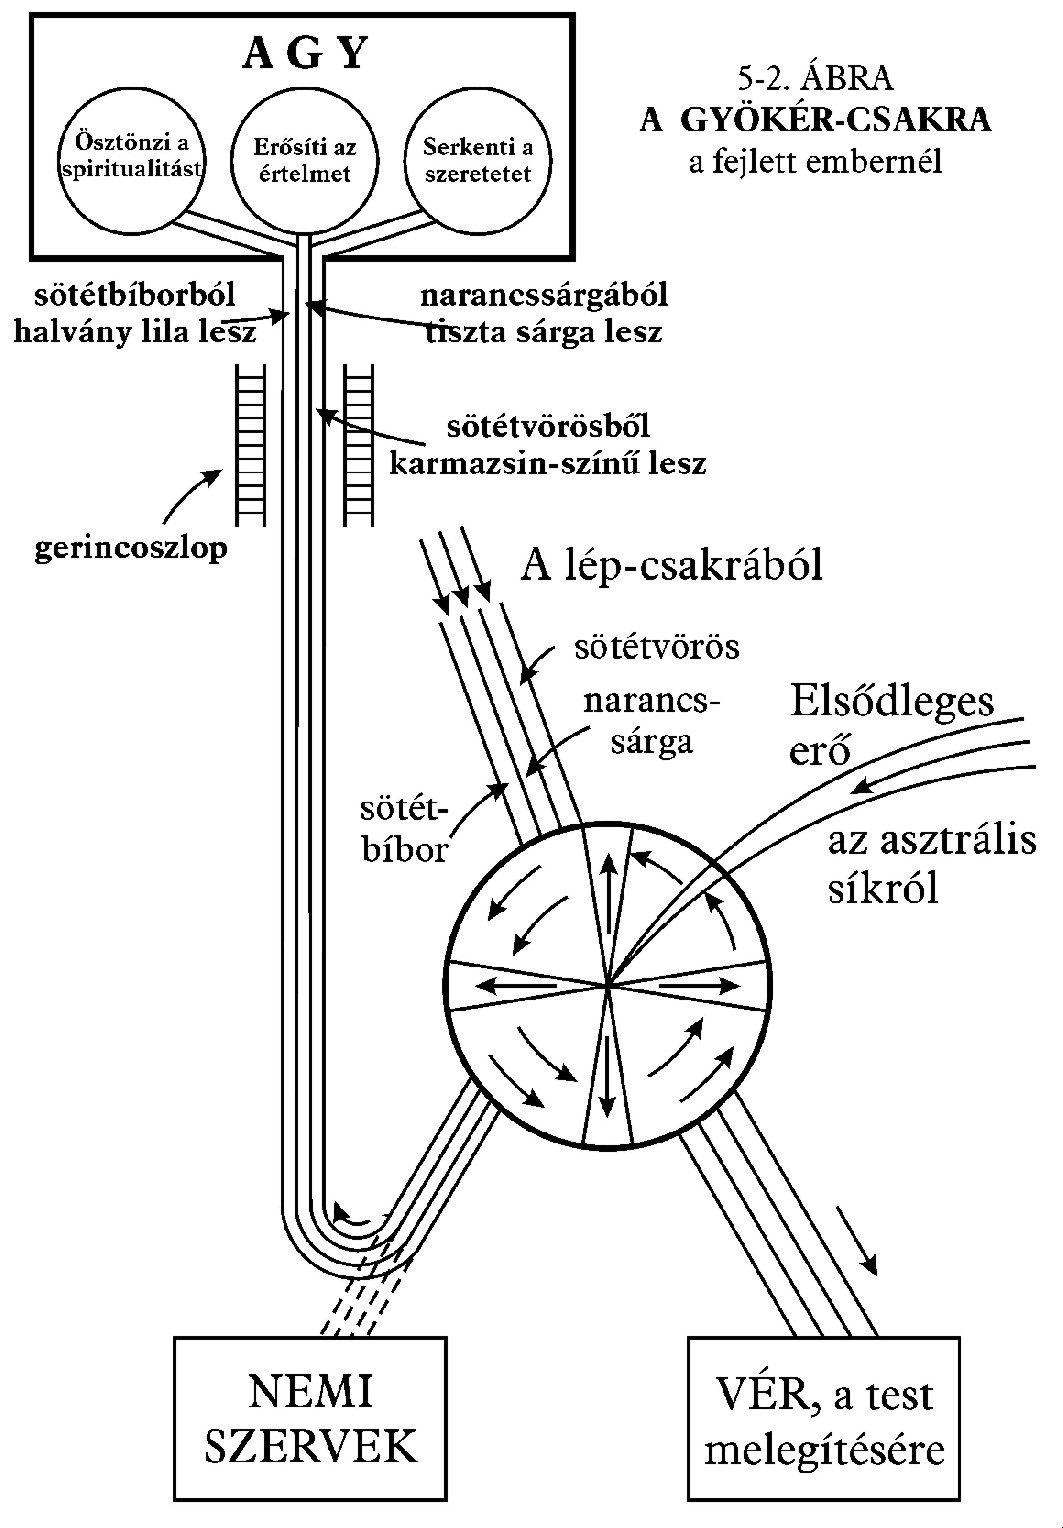 A G Y
Ösztönzi a
spiritualitást
Erősíti az
értelmet
Serkenti a
szeretetet
5-2. ÁBRA
A GYÖKÉR-CSAKRA
a fejlett embernél
sötétbíborból
halvány lila lesz
narancssárgából
tiszta sárga lesz
sötétvörösből
karmazsin-színű lesz
gerincoszlop
A lép-csakrából
sötétvörös
narancs-
sárga
sötét-
bíbor
Elsődleges
erő
az asztrális
síkról
NEMI
SZERVEK
VÉR, a test
melegítésére